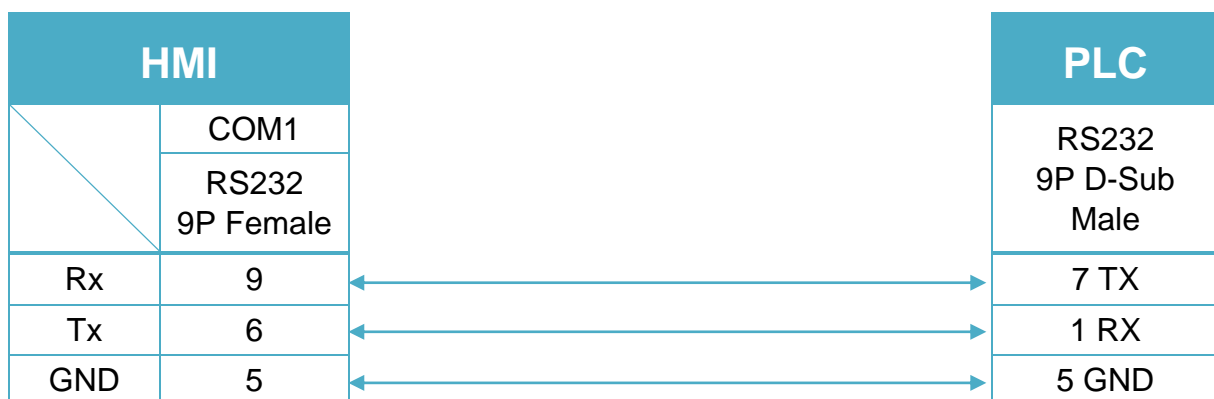 HMI
PLC
COM1
RS232
9P Female
RS232
9P D-Sub
Male
Rx 9 7 TX
Tx 6 1 RX
GND 5 5 GND